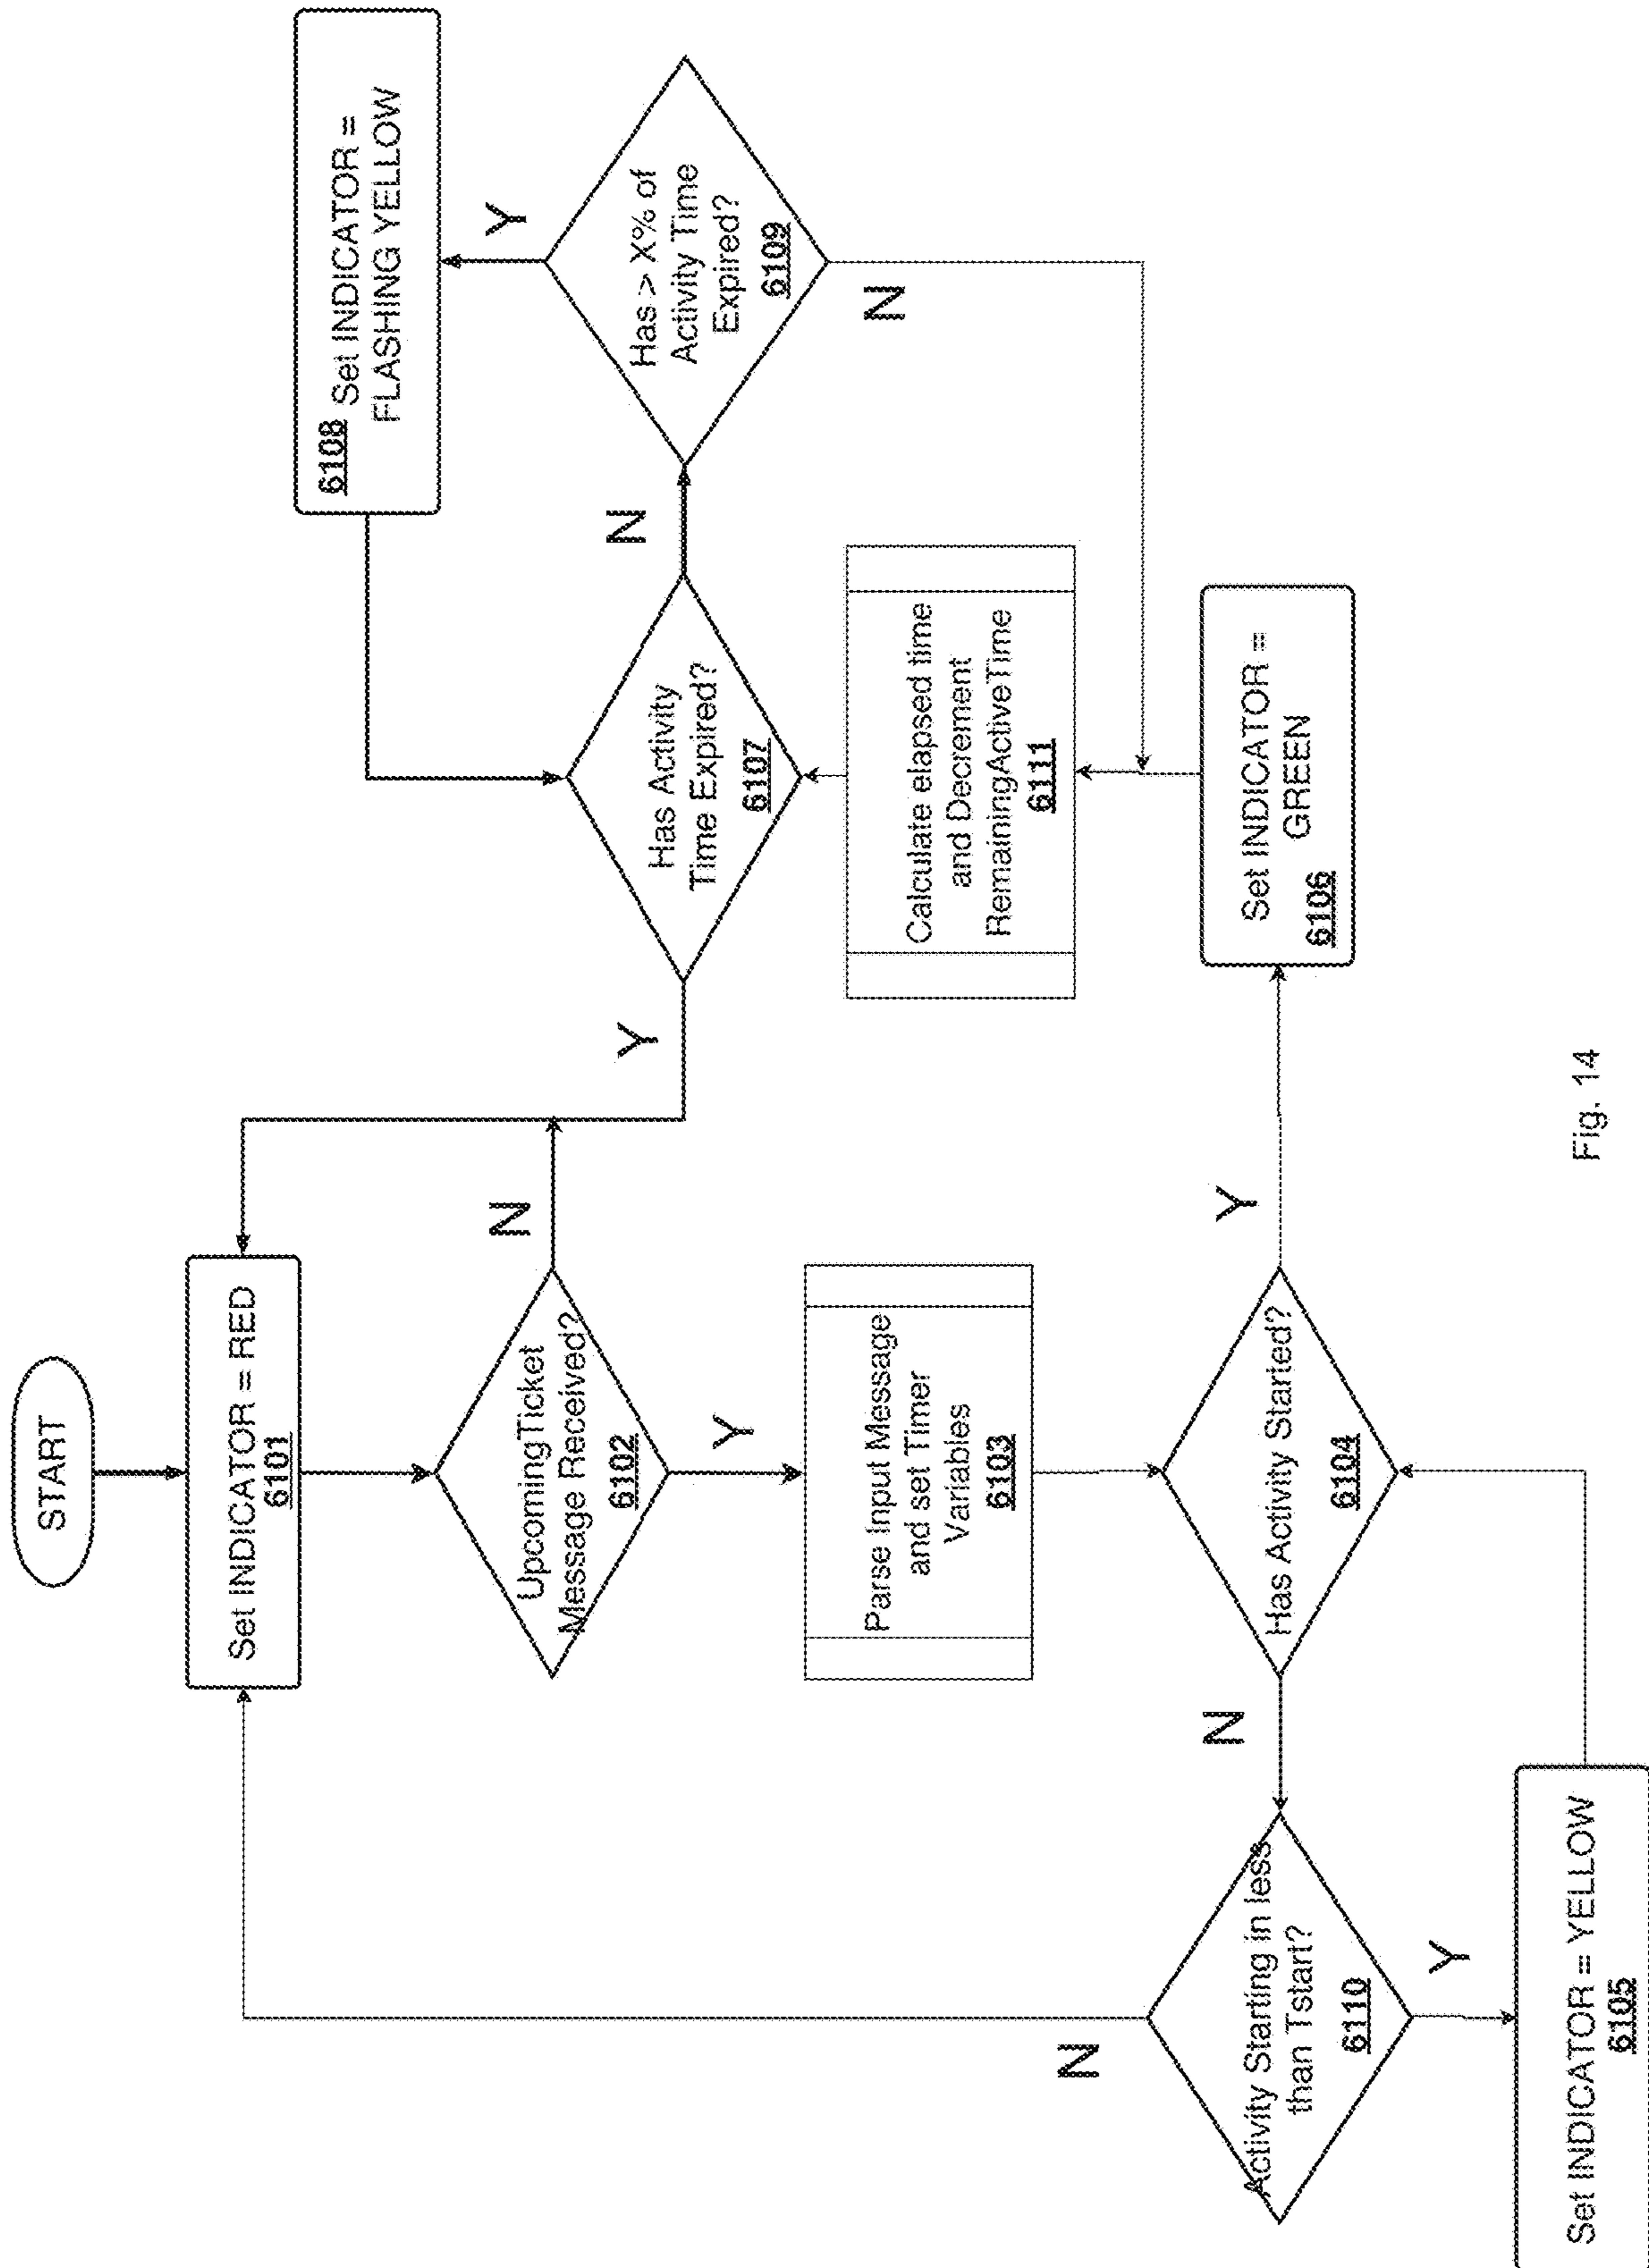 START
Set INDICATOR = RED
6101
UpcomingTicket
Message Received?
6102
N
Y
Parse Input Message
and set Timer
Variables
6103
Has Activity Started?
6104
N
Y
Activity Starting in less
than Tstart?
6110
N
Y
Set INDICATOR = YELLOW
6105
Set INDICATOR =
GREEN
6106
Calculate elapsed time
and Decrement
RemainingActiveTime
6111
Has Activity
Time Expired?
6107
Y
N
Has > X% of
Activity Time
Expired?
6109
Y
N
6108 Set INDICATOR =
FLASHING YELLOW
Fig. 14